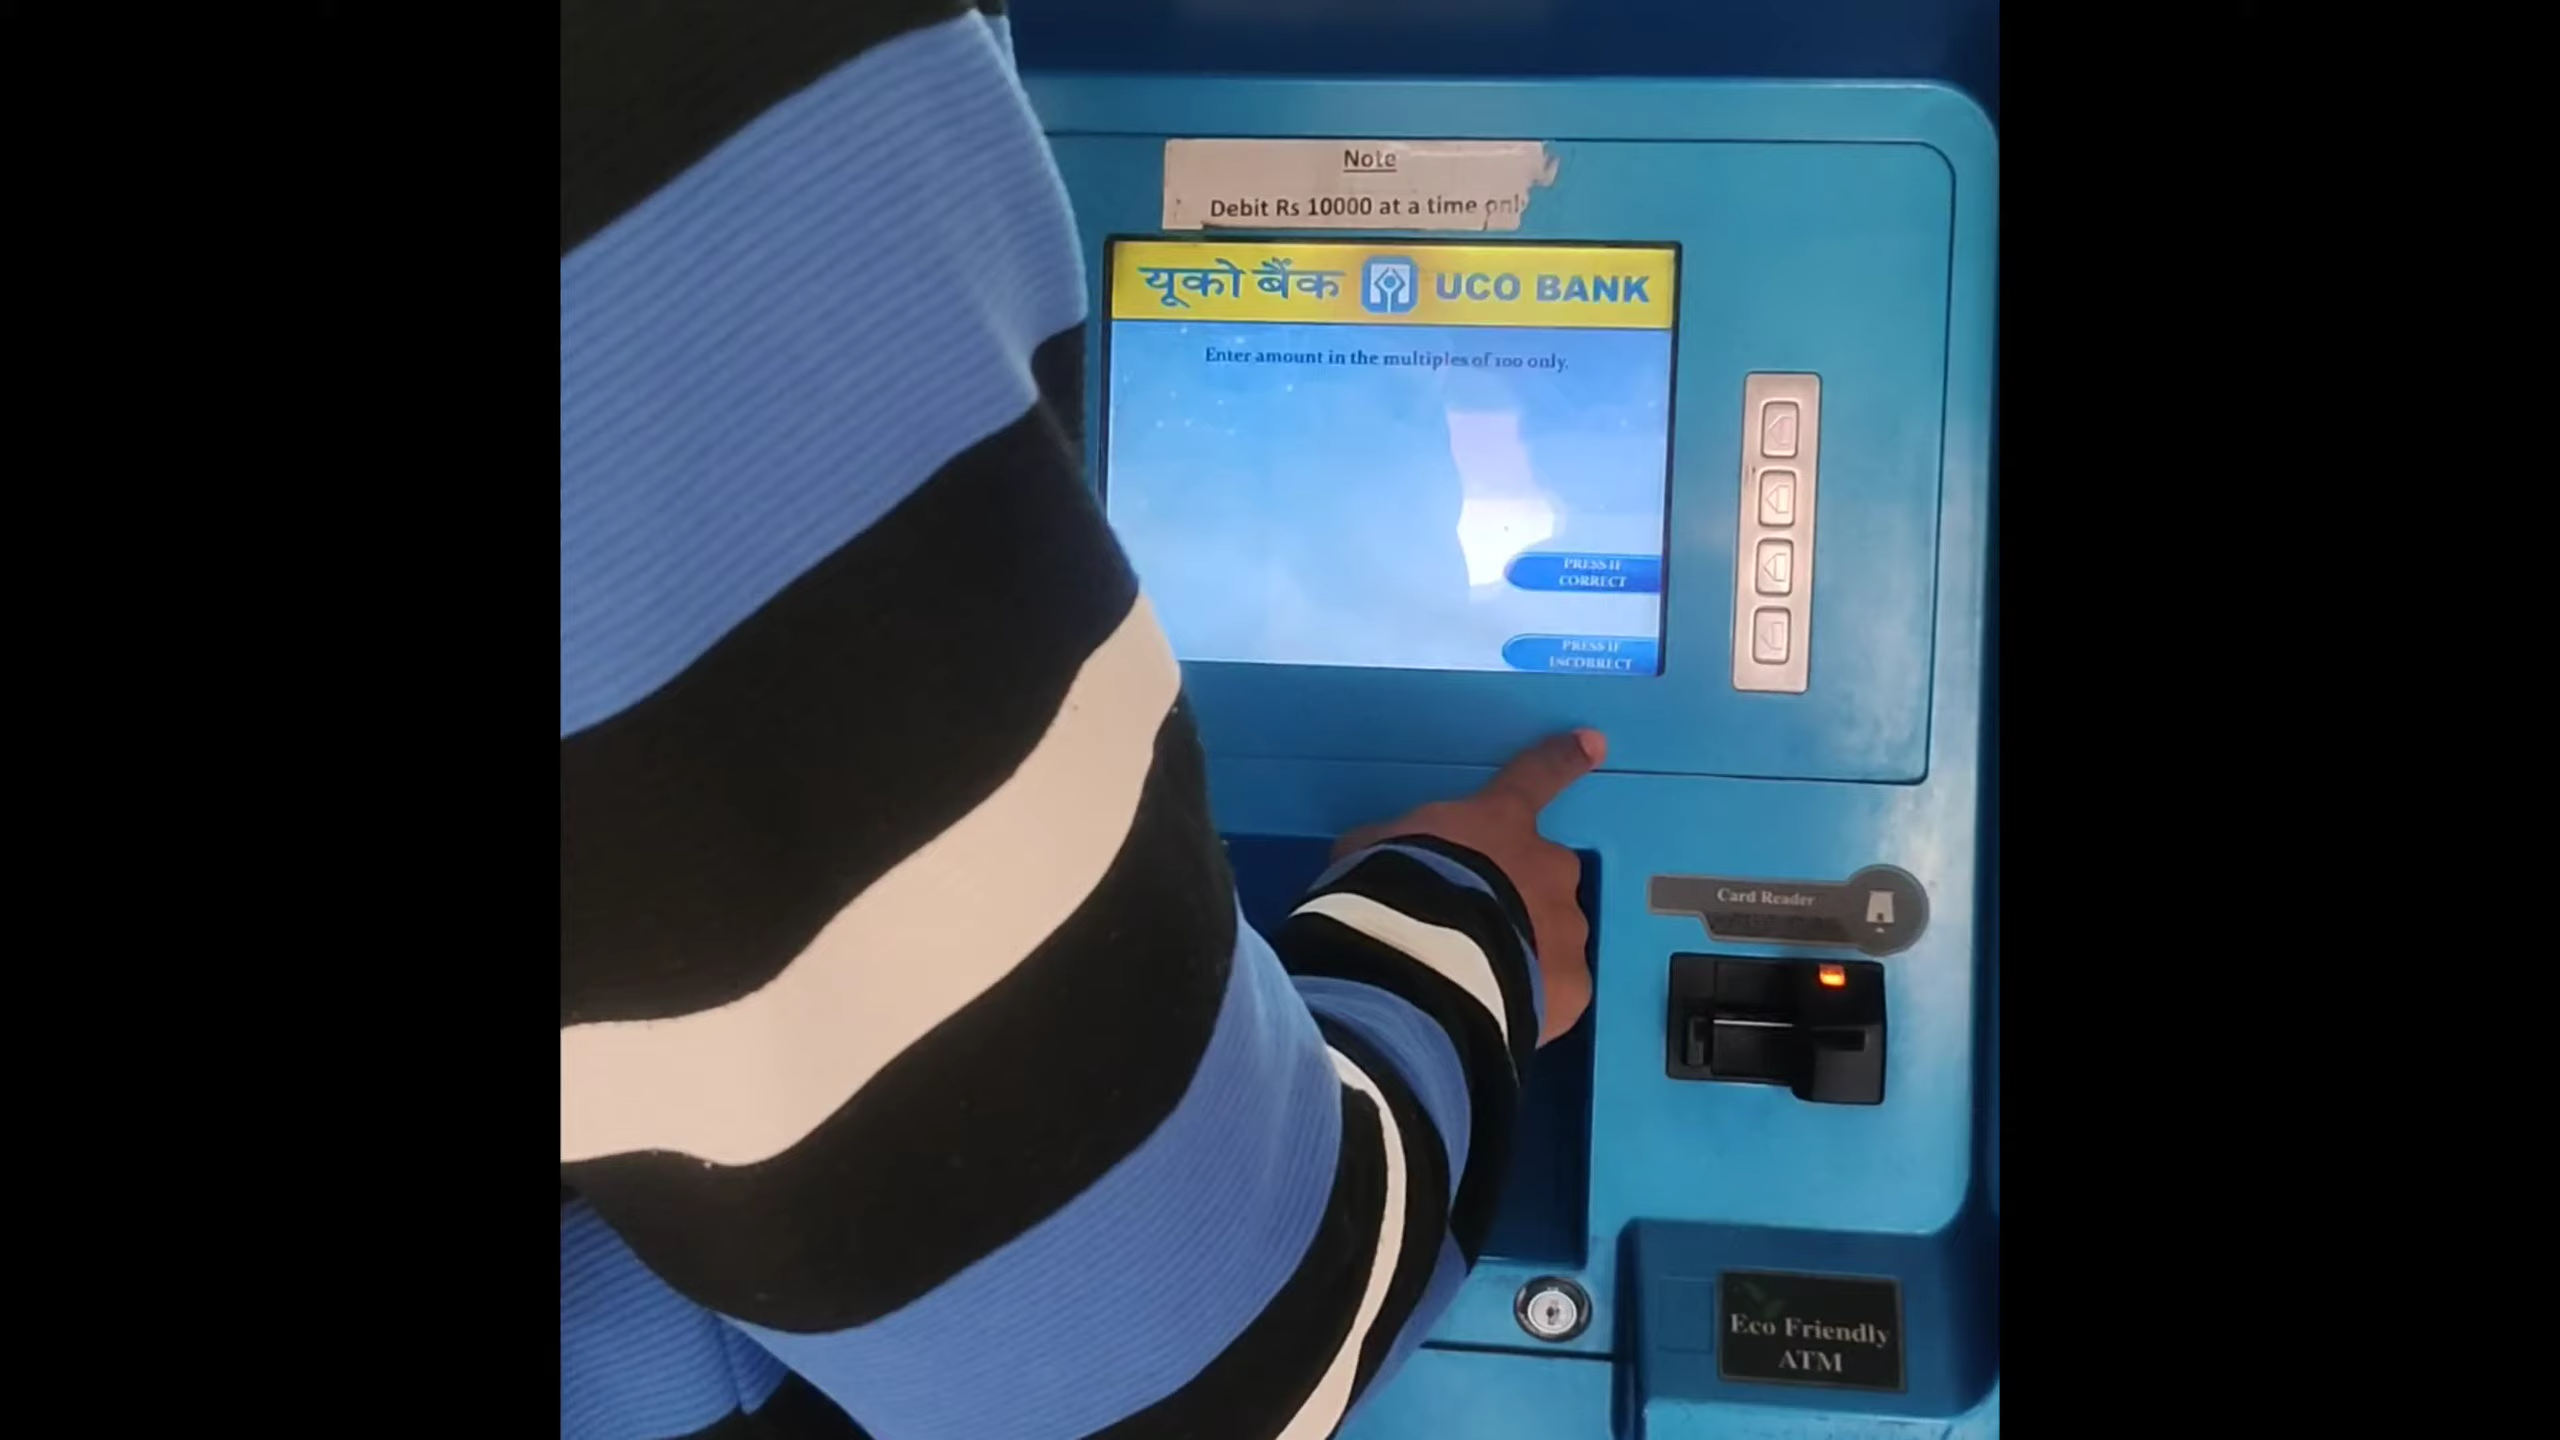 Note
Debit Rs 10000 at a time only
यूको बैंक UCO BANK
Enter amount in the multiples of 100 only.
PRESS IF
CORRECT
PRESS IF
INCORRECT
Card Reader
Eco Friendly
ATM